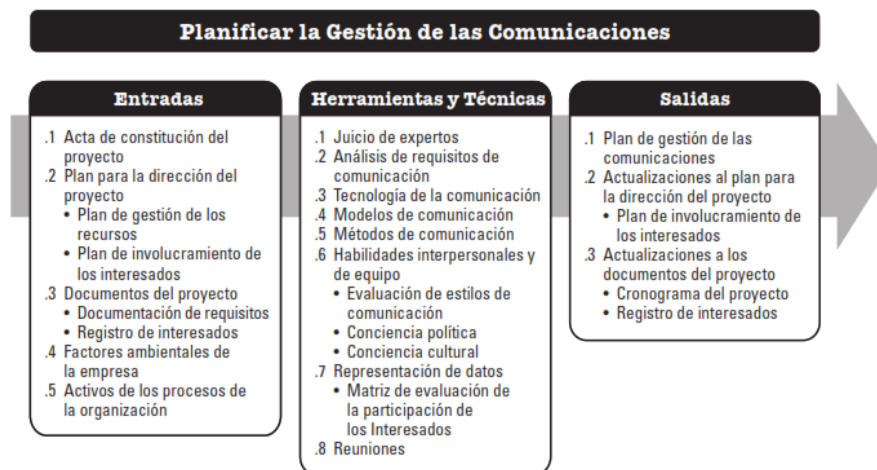 Planificar la Gestión de las Comunicaciones
Entradas
.1 Acta de constitución del
proyecto
.2 Plan para la dirección del
proyecto
• Plan de gestión de los
recursos
• Plan de involucramiento de
los interesados
.3 Documentos del proyecto
• Documentación de requisitos
• Registro de interesados
.4 Factores ambientales de
la empresa
.5 Activos de los procesos de
la organización
Herramientas y Técnicas
.1 Juicio de expertos
.2 Análisis de requisitos de
comunicación
.3 Tecnología de la comunicación
.4 Modelos de comunicación
.5 Métodos de comunicación
.6 Habilidades interpersonales y
de equipo
• Evaluación de estilos de
comunicación
• Conciencia política
• Conciencia cultural
.7 Representación de datos
• Matriz de evaluación de
la participación de
los Interesados
.8 Reuniones
Salidas
.1 Plan de gestión de las
comunicaciones
.2 Actualizaciones al plan para
la dirección del proyecto
• Plan de involucramiento de
los interesados
.3 Actualizaciones a los
documentos del proyecto
• Cronograma del proyecto
• Registro de interesados